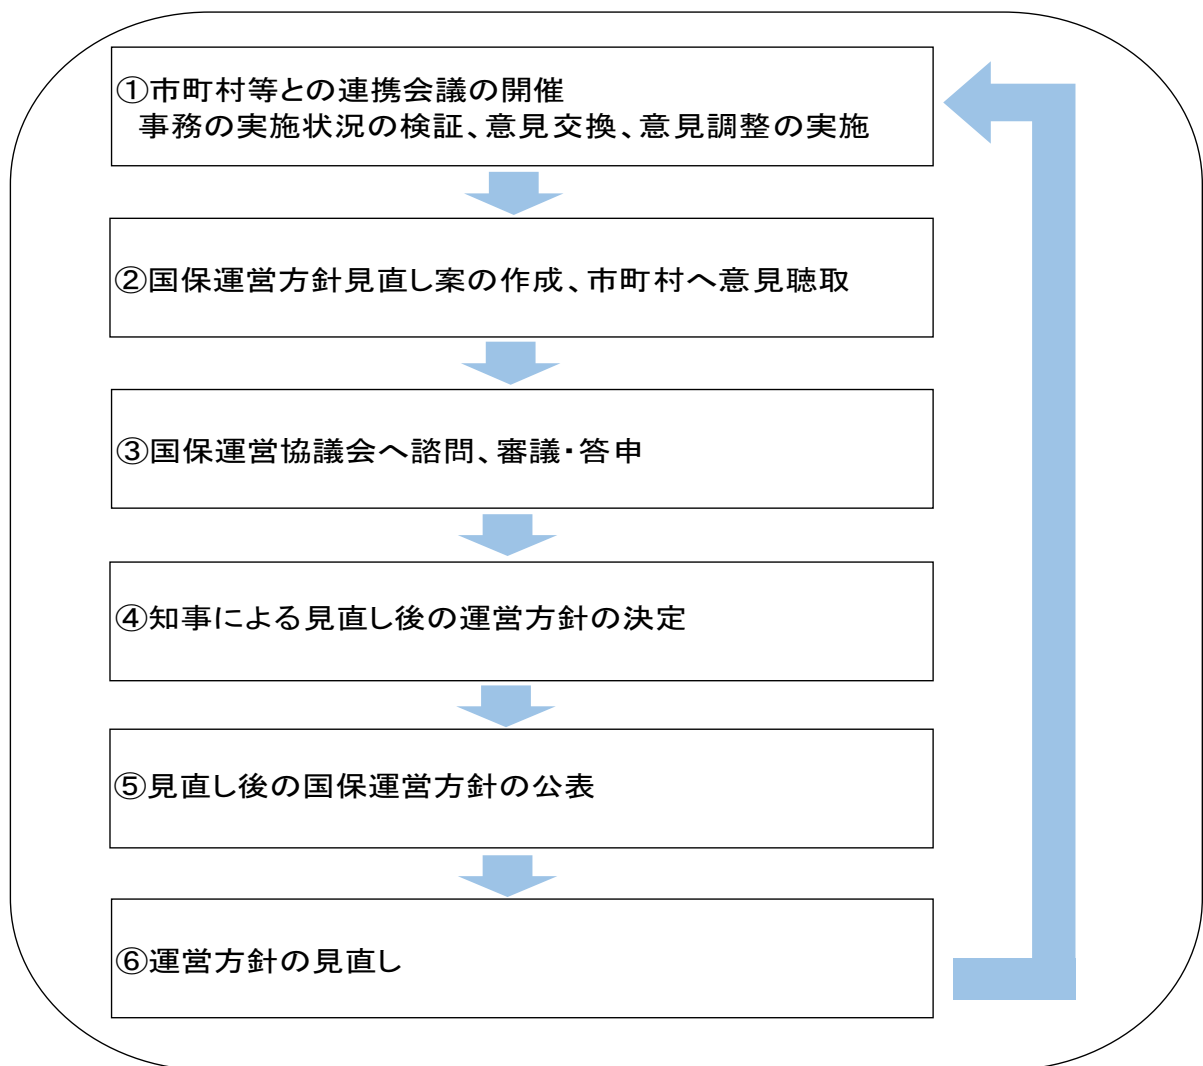 ①市町村等との連携会議の開催
事務の実施状況の検証、意見交換、意見調整の実施
②国保運営方針見直し案の作成、市町村へ意見聴取
③国保運営協議会へ諮問、審議・答申
④知事による見直し後の運営方針の決定
⑤見直し後の国保運営方針の公表
⑥運営方針の見直し